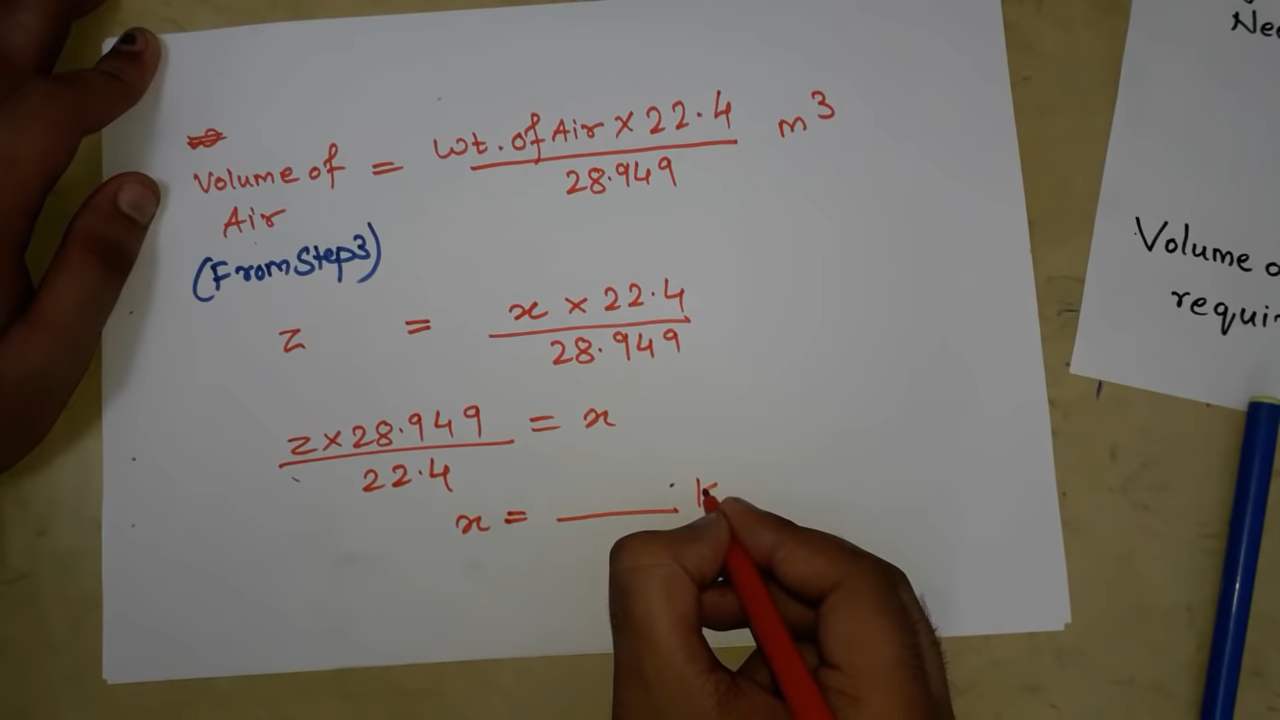 Volume of Air = Wt. of Air × 22.4 / 28.949 m³
(From Step3)
z = x × 22.4 / 28.949
z × 28.949 / 22.4 = x
x = ______ k
Volume
requi
Nee